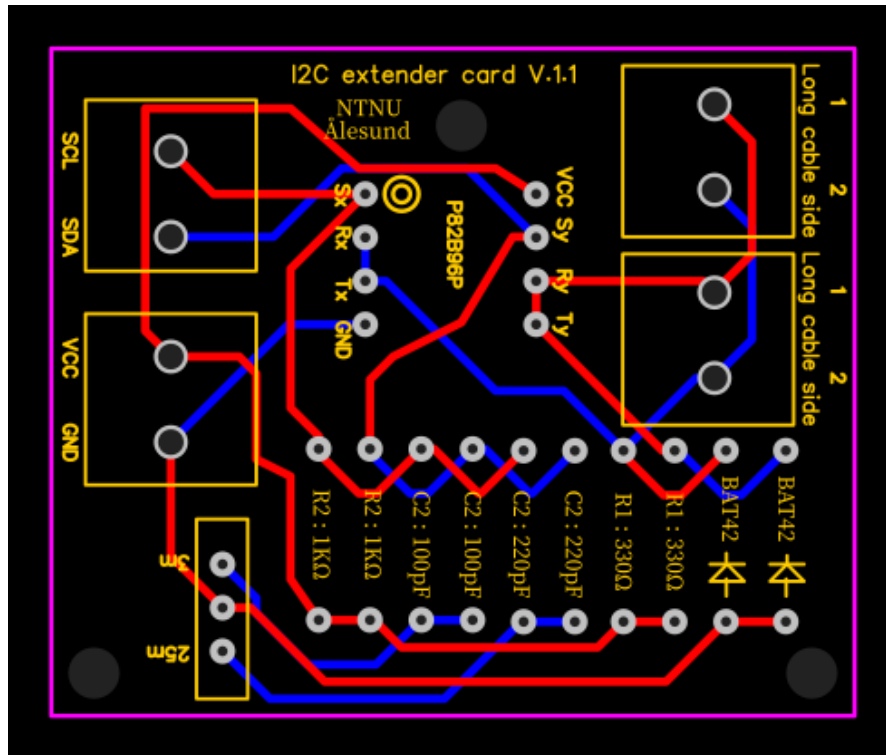 I2C extender card V.1.1
NTNU
Ålesund
SCL
SDA
VCC
GND
3m
25m
Sx
Rx
Tx
GND
P82B96P
VCC
Sy
Ry
Ty
Long cable side
1
2
Long cable side
1
2
R2 : 1KΩ
R2 : 1KΩ
C2 : 100pF
C2 : 100pF
C2 : 220pF
C2 : 220pF
R1 : 330Ω
R1 : 330Ω
BAT42
BAT42